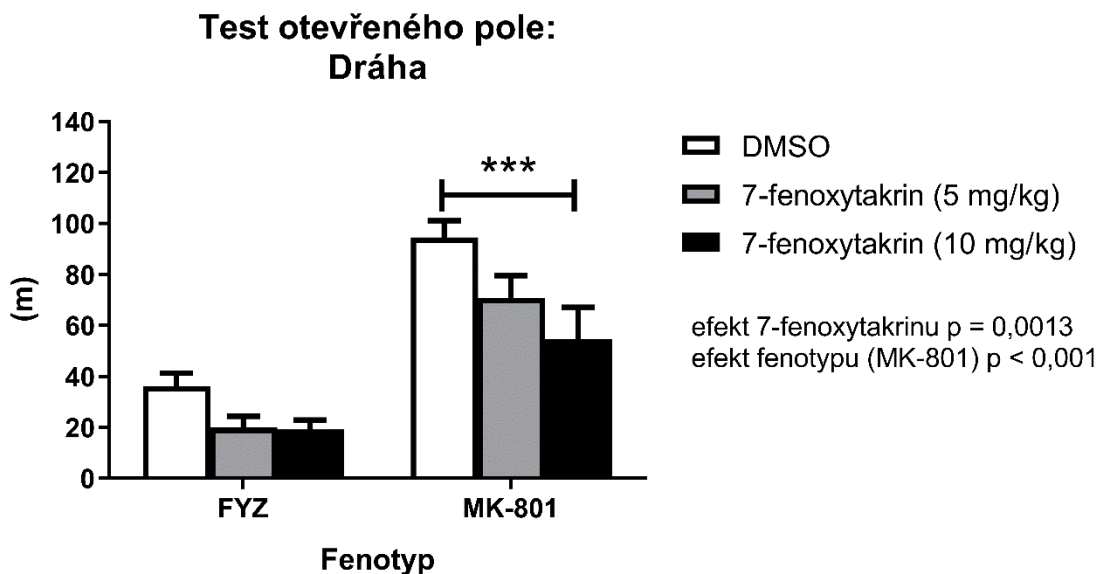 Test otevřeného pole:
Dráha
140
120
100
80
60
40
20
0
(m)
***
FYZ
MK-801
Fenotyp
DMSO
7-fenoxytakrin (5 mg/kg)
7-fenoxytakrin (10 mg/kg)
efekt 7-fenoxytakrinu p = 0,0013
efekt fenotypu (MK-801) p < 0,001